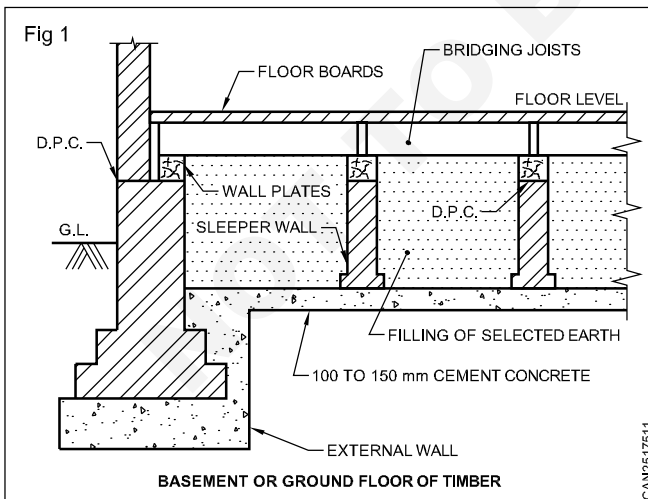 Fig 1
BRIDGING JOISTS
FLOOR BOARDS
FLOOR LEVEL
D.P.C.
WALL PLATES
D.P.C.
SLEEPER WALL
G.L.
FILLING OF SELECTED EARTH
100 TO 150 mm CEMENT CONCRETE
EXTERNAL WALL
BASEMENT OR GROUND FLOOR OF TIMBER
CAN2517511